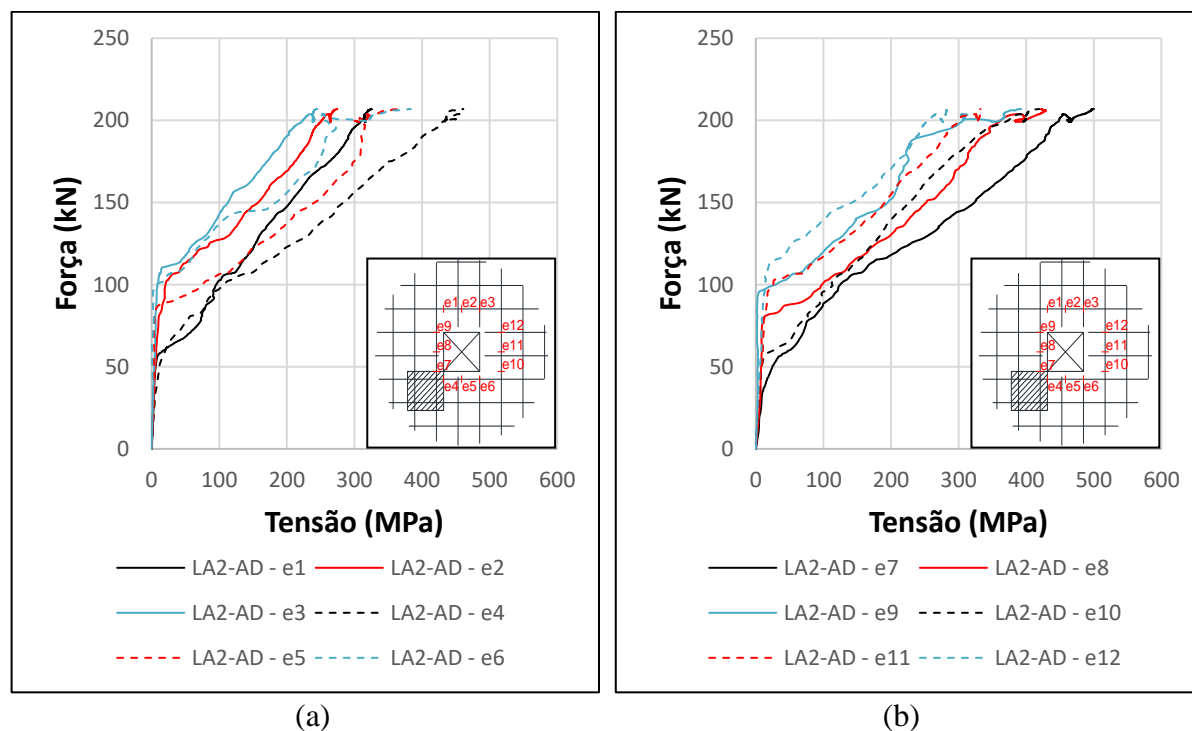 250
200
150
100
50
0
Força (kN)
e1 e2 e3
e9 e12
e8 e11
e7 e10
e4 e5 e6
0 100 200 300 400 500 600
Tensão (MPa)
LA2-AD - e1 LA2-AD - e2
LA2-AD - e3 LA2-AD - e4
LA2-AD - e5 LA2-AD - e6
(a)
250
200
150
100
50
0
Força (kN)
e1 e2 e3
e9 e12
e8 e11
e7 e10
e4 e5 e6
0 100 200 300 400 500 600
Tensão (MPa)
LA2-AD - e7 LA2-AD - e8
LA2-AD - e9 LA2-AD - e10
LA2-AD - e11 LA2-AD - e12
(b)